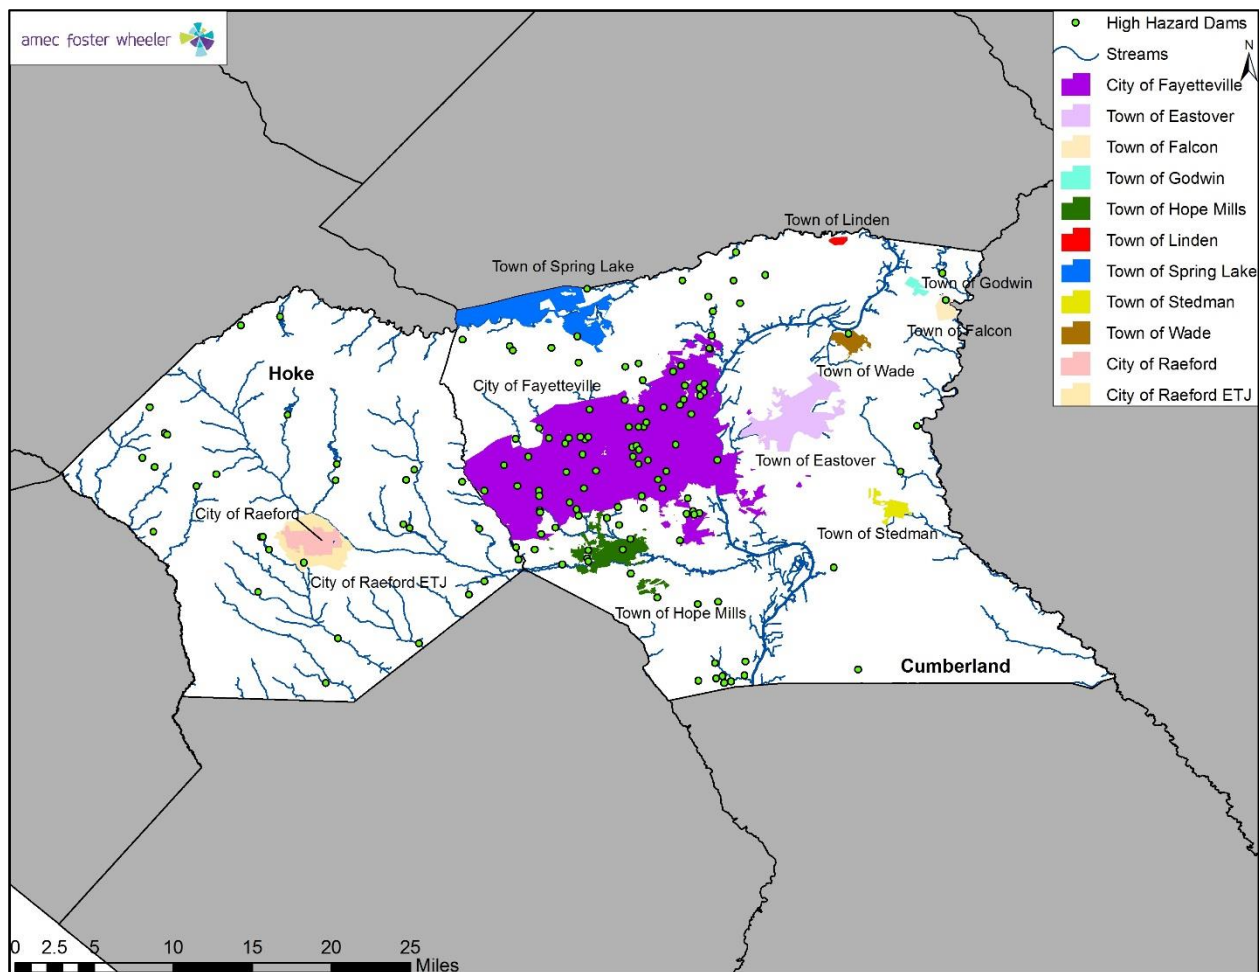 amec foster wheeler
High Hazard Dams
N
Streams
City of Fayetteville
Town of Eastover
Town of Falcon
Town of Godwin
Town of Hope Mills
Town of Linden
Town of Spring Lake
Town of Stedman
Town of Wade
City of Raeford
City of Raeford ETJ
Town of Linden
Town of Spring Lake
Town of Godwin
Town of Falcon
Town of Wade
Hoke
City of Fayetteville
Town of Eastover
City of Raeford
Town of Stedman
City of Raeford ETJ
Town of Hope Mills
Cumberland
0 2.5 5 10 15 20 25
Miles